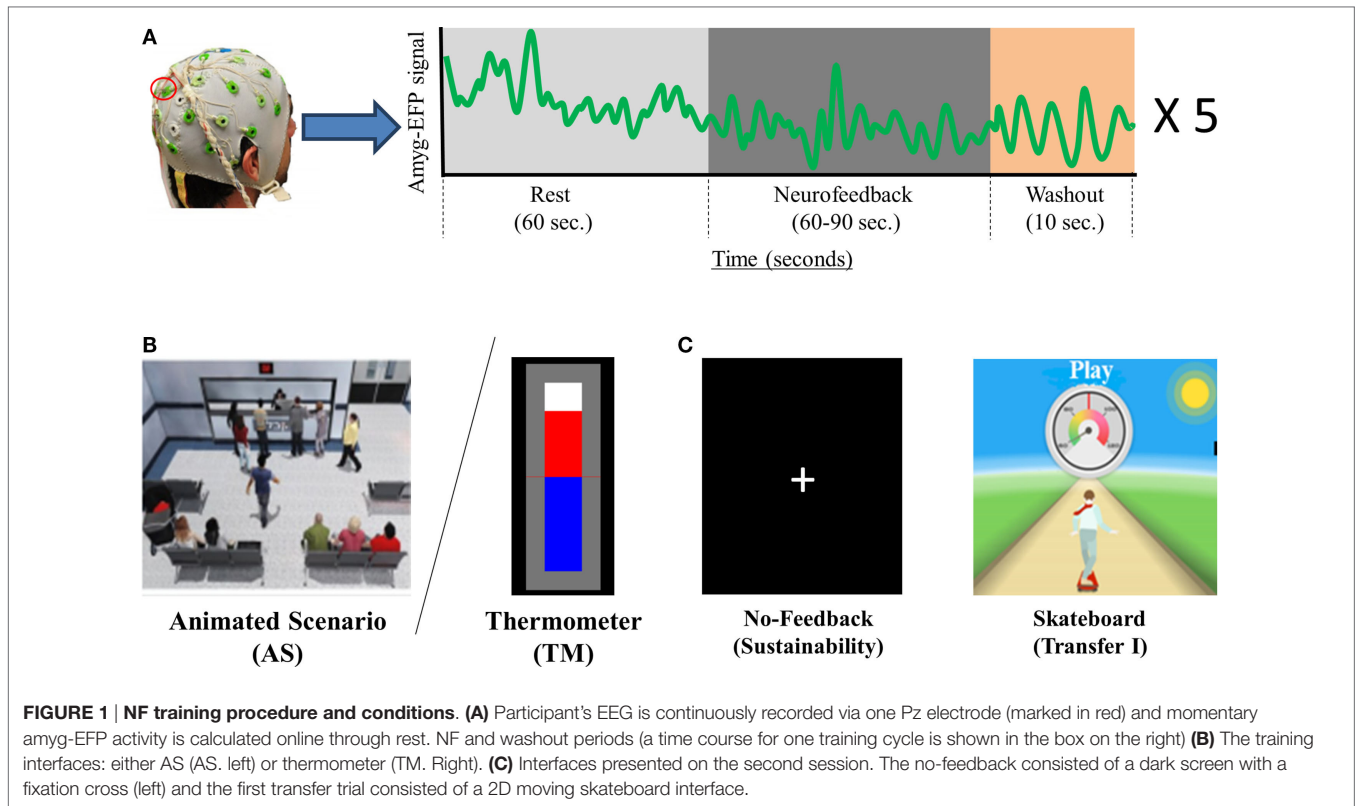 A
Amyg-EFP signal
X 5
Rest
(60 sec.)
Neurofeedback
(60-90 sec.)
Washout
(10 sec.)
Time (seconds)
B
C
Play
Animated Scenario
(AS)
Thermometer
(TM)
No-Feedback
(Sustainability)
Skateboard
(Transfer I)
FIGURE 1 | NF training procedure and conditions. (A) Participant's EEG is continuously recorded via one Pz electrode (marked in red) and momentary
amyg-EFP activity is calculated online through rest. NF and washout periods (a time course for one training cycle is shown in the box on the right) (B) The training
interfaces: either AS (AS. left) or thermometer (TM. Right). (C) Interfaces presented on the second session. The no-feedback consisted of a dark screen with a
fixation cross (left) and the first transfer trial consisted of a 2D moving skateboard interface.